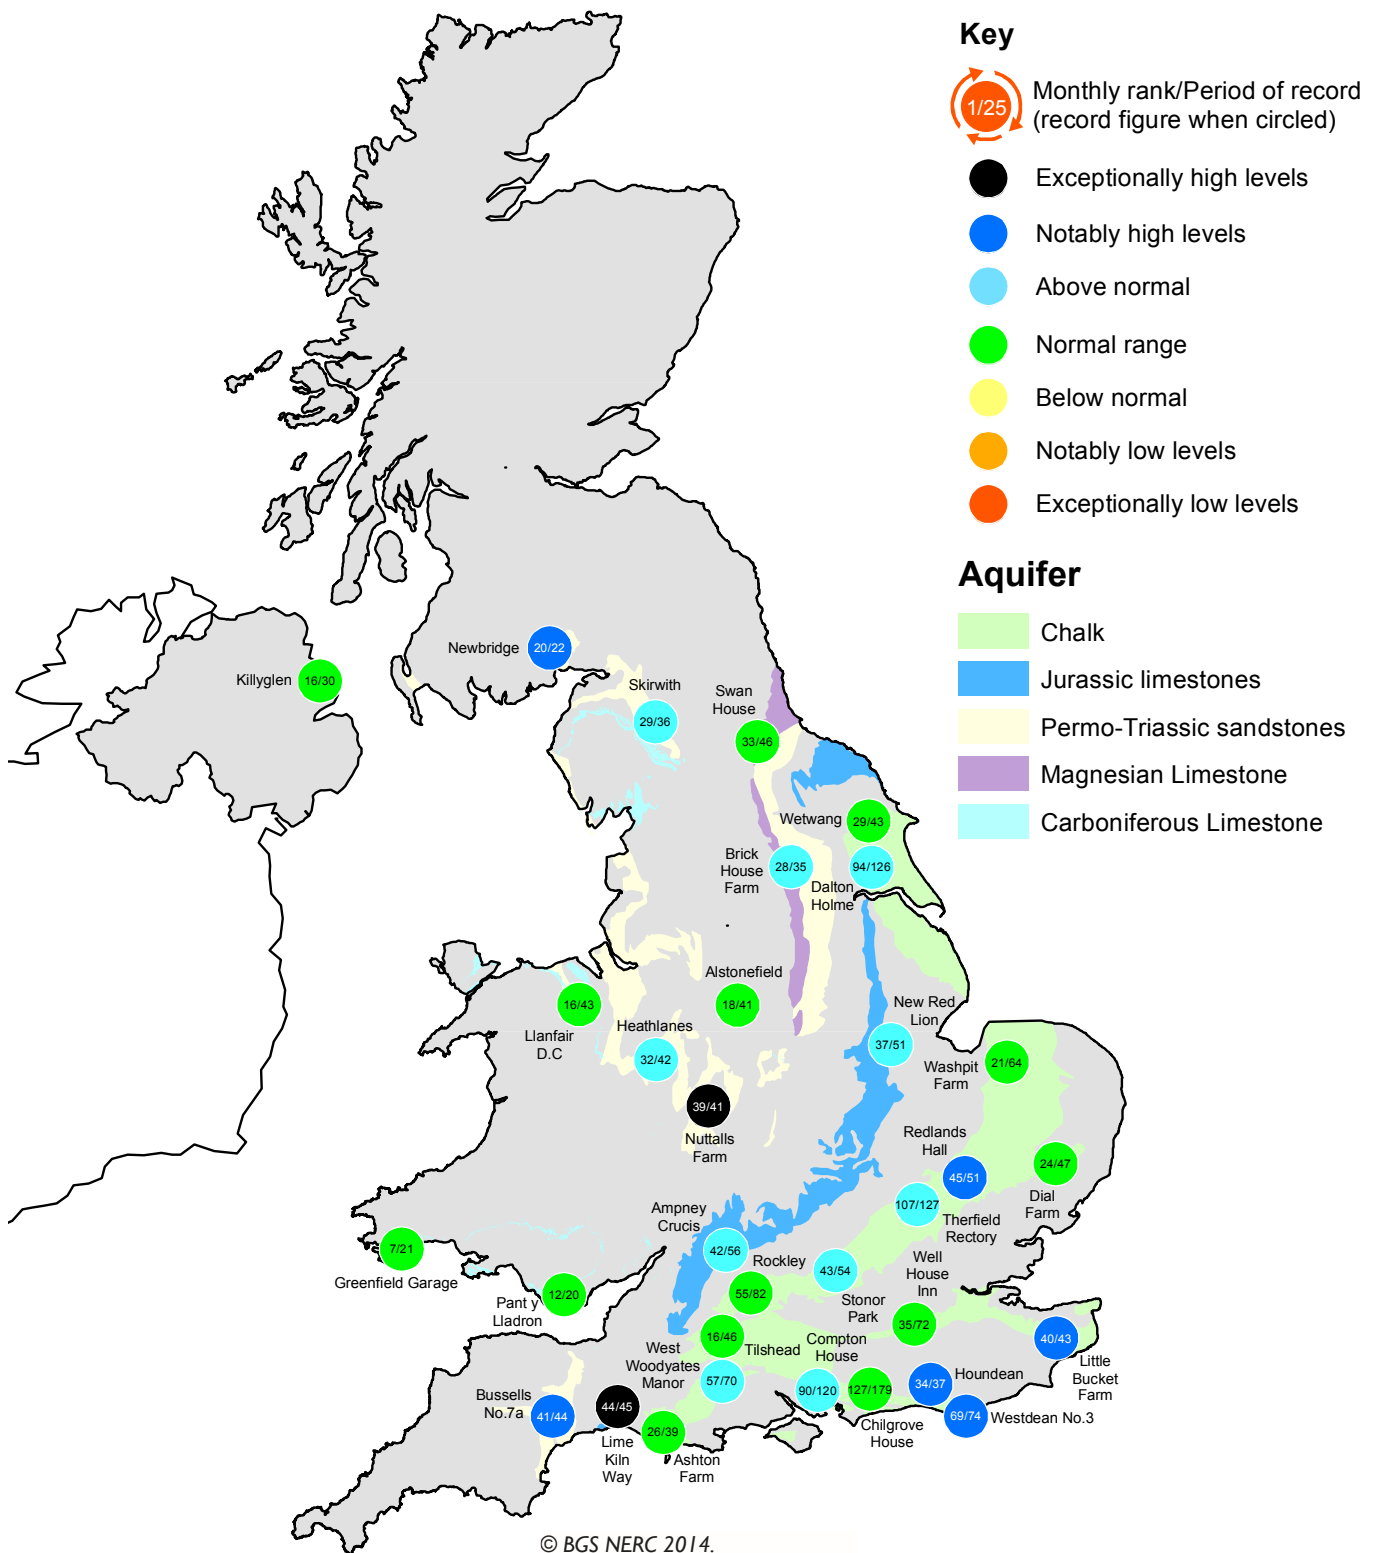 Key
1/25
Monthly rank/Period of record
(record figure when circled)
Exceptionally high levels
Notably high levels
Above normal
Normal range
Below normal
Notably low levels
Exceptionally low levels
Aquifer
Chalk
Jurassic limestones
Permo-Triassic sandstones
Magnesian Limestone
Carboniferous Limestone
Newbridge
20/22
Killyglen
16/30
Skirwith
29/36
Swan
House
33/46
Wetwang
29/43
Brick
House
Farm
28/35
94/126
Dalton
Holme
Alstonefield
18/41
16/43
Llanfair
D.C
Heathlanes
32/42
New Red
Lion
37/51
Washpit
Farm
21/64
39/41
Nuttalls
Farm
Redlands
Hall
45/51
24/47
Dial
Farm
107/127
Therfield
Rectory
Ampney
Crucis
42/56
7/21
Greenfield Garage
12/20
Pant y
Lladron
Rockley
55/82
43/54
Stonor
Park
Well
House
Inn
35/72
16/46
Tilshead
West
Woodyates
Manor
57/70
Compton
House
90/120
127/179
Chilgrove
House
34/37
Houndean
40/43
Little
Bucket
Farm
69/74
Westdean No.3
Bussells
No.7a
41/44
44/45
Lime
Kiln
Way
26/39
Ashton
Farm
© BGS NERC 2014.